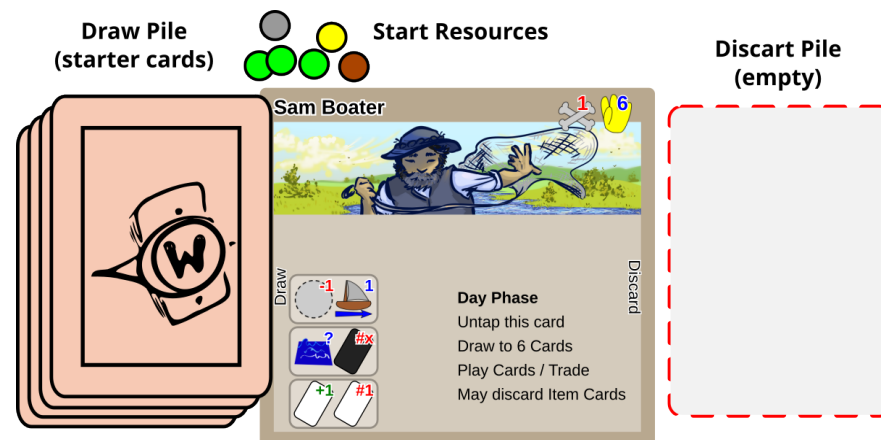 Draw Pile
(starter cards)
Start Resources
Discart Pile
(empty)
Sam Boater
1
6
W
Draw
Discard
-1
1
?
#x
+1
#1
Day Phase
Untap this card
Draw to 6 Cards
Play Cards / Trade
May discard Item Cards